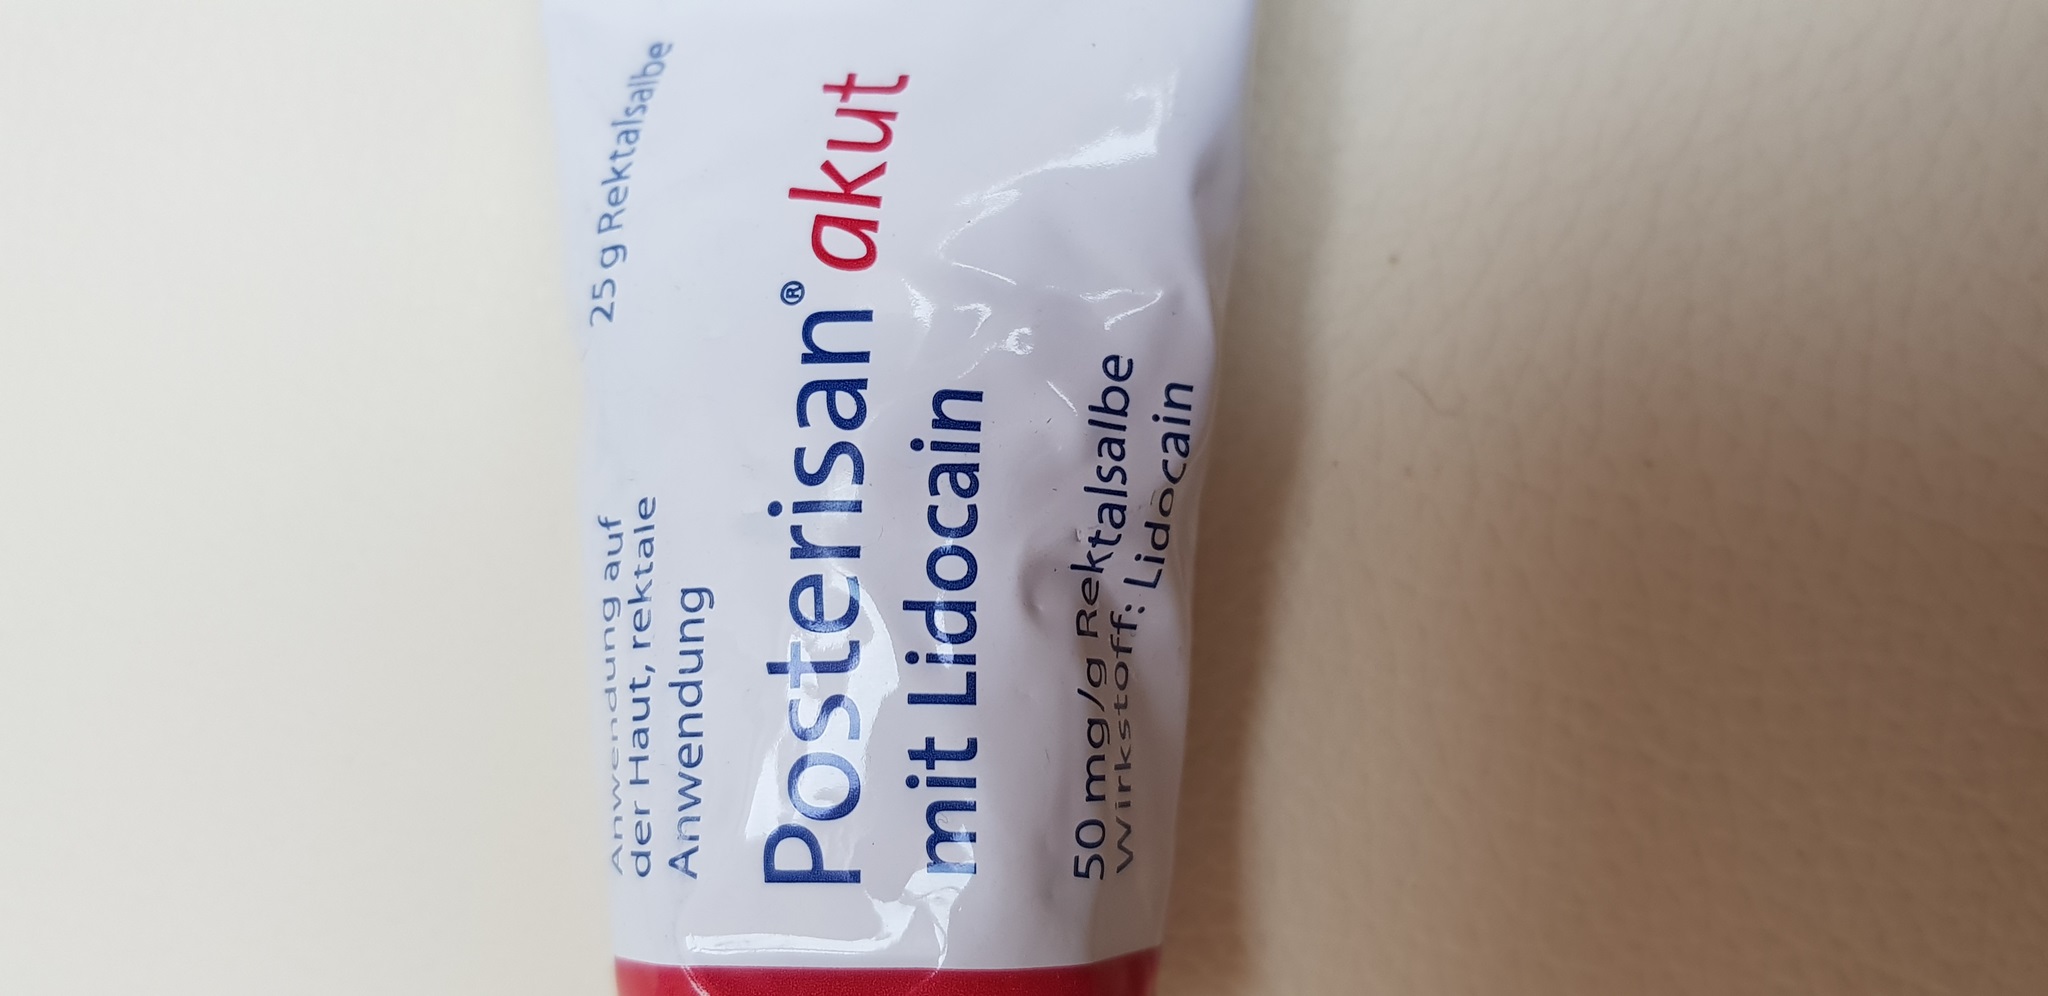 Anwendung auf
der Haut, rektale
Anwendung
25 g Rektalsalbe
Posterisan® akut
mit Lidocain
50 mg/g Rektalsalbe
Wirkstoff: Lidocain